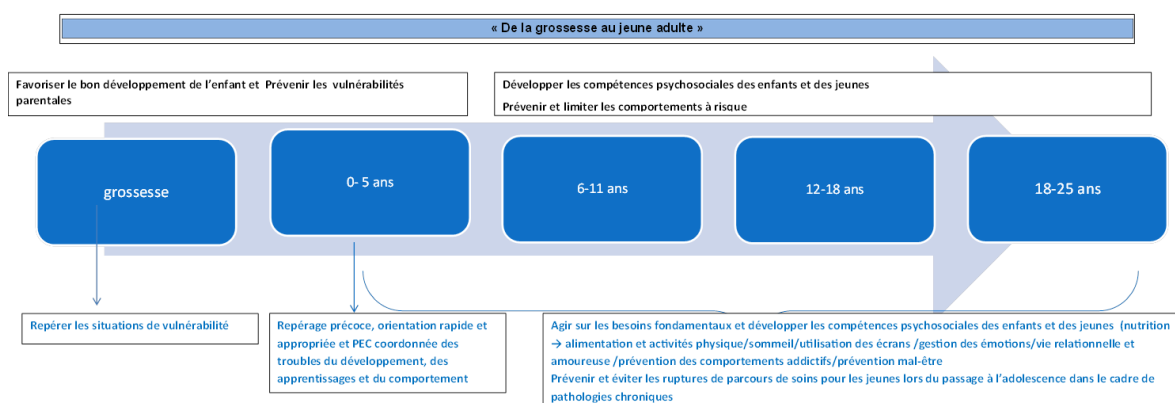 « De la grossesse au jeune adulte »
Favoriser le bon développement de l'enfant et Prévenir les vulnérabilités
parentales
Développer les compétences psychosociales des enfants et des jeunes
Prévenir et limiter les comportements à risque
grossesse
0- 5 ans
6-11 ans
12-18 ans
18-25 ans
Repérer les situations de vulnérabilité
Repérage précoce, orientation rapide et
appropriée et PEC coordonnée des
troubles du développement, des
apprentissages et du comportement
Agir sur les besoins fondamentaux et développer les compétences psychosociales des enfants et des jeunes (nutrition
→ alimentation et activités physique/sommeil/utilisation des écrans /gestion des émotions/vie relationnelle et
amoureuse /prévention des comportements addictifs/prévention mal-être
Prévenir et éviter les ruptures de parcours de soins pour les jeunes lors du passage à l'adolescence dans le cadre de
pathologies chroniques